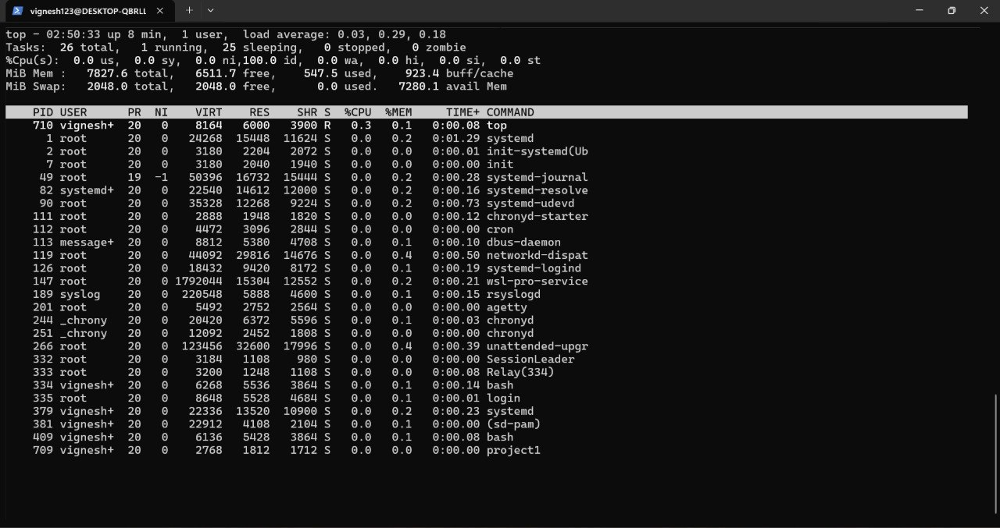 vignesh123@DESKTOP-QBRLL
top - 02:50:33 up 8 min,  1 user,  load average: 0.03, 0.29, 0.18
Tasks:  26 total,   1 running,  25 sleeping,   0 stopped,   0 zombie
%Cpu(s):  0.0 us,  0.0 sy,  0.0 ni,100.0 id,  0.0 wa,  0.0 hi,  0.0 si,  0.0 st
MiB Mem :   7827.6 total,   6511.7 free,    547.5 used,    923.4 buff/cache
MiB Swap:   2048.0 total,   2048.0 free,      0.0 used.   7280.1 avail Mem
PID USER      PR  NI    VIRT    RES    SHR S  %CPU  %MEM     TIME+ COMMAND
710 vignesh+  20   0    8164   6000   3900 R   0.3   0.1   0:00.08 top
1 root      20   0   24268  15448  11624 S   0.0   0.2   0:01.29 systemd
2 root      20   0    3180   2204   2072 S   0.0   0.0   0:00.01 init-systemd(Ub
7 root      20   0    3180   2040   1940 S   0.0   0.0   0:00.00 init
49 root      19  -1   50396  16732  15444 S   0.0   0.2   0:00.28 systemd-journal
82 systemd+  20   0   22540  14612  12000 S   0.0   0.2   0:00.16 systemd-resolve
90 root      20   0   35328  12268   9224 S   0.0   0.2   0:00.73 systemd-udevd
111 root      20   0    2888   1948   1820 S   0.0   0.0   0:00.12 chronyd-starter
112 root      20   0    4472   3096   2844 S   0.0   0.0   0:00.00 cron
113 message+  20   0    8812   5380   4708 S   0.0   0.1   0:00.10 dbus-daemon
119 root      20   0   44092  29816  14676 S   0.0   0.4   0:00.50 networkd-dispat
126 root      20   0   18432   9420   8172 S   0.0   0.1   0:00.19 systemd-logind
147 root      20   0 1792044  15304  12552 S   0.0   0.2   0:00.21 wsl-pro-service
189 syslog    20   0  220548   5888   4600 S   0.0   0.1   0:00.15 rsyslogd
201 root      20   0    5492   2752   2564 S   0.0   0.0   0:00.00 agetty
244 _chrony   20   0   20420   6372   5596 S   0.0   0.1   0:00.03 chronyd
251 _chrony   20   0   12092   2452   1808 S   0.0   0.0   0:00.00 chronyd
266 root      20   0  123456  32600  17996 S   0.0   0.4   0:00.39 unattended-upgr
332 root      20   0    3184   1108    980 S   0.0   0.0   0:00.00 SessionLeader
333 root      20   0    3200   1248   1108 S   0.0   0.0   0:00.08 Relay(334)
334 vignesh+  20   0    6268   5536   3864 S   0.0   0.1   0:00.14 bash
335 root      20   0    8648   5528   4684 S   0.0   0.1   0:00.01 login
379 vignesh+  20   0   22336  13520  10900 S   0.0   0.2   0:00.23 systemd
381 vignesh+  20   0   22912   4108   2104 S   0.0   0.1   0:00.00 (sd-pam)
409 vignesh+  20   0    6136   5428   3864 S   0.0   0.1   0:00.08 bash
709 vignesh+  20   0    2768   1812   1712 S   0.0   0.0   0:00.00 project1